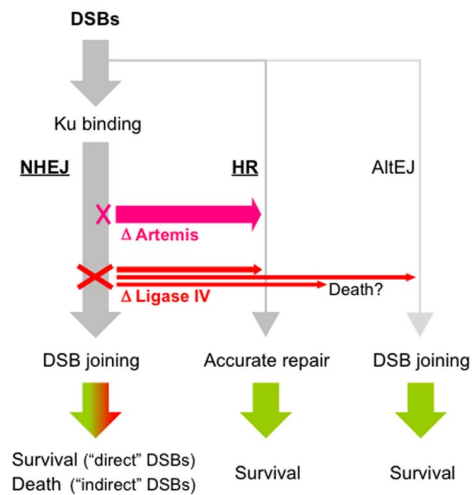 DSBs
Ku binding
NHEJ
HR
AltEJ
Δ Artemis
Δ Ligase IV
Death?
DSB joining
Accurate repair
DSB joining
Survival (“direct” DSBs)
Death (“indirect” DSBs)
Survival
Survival